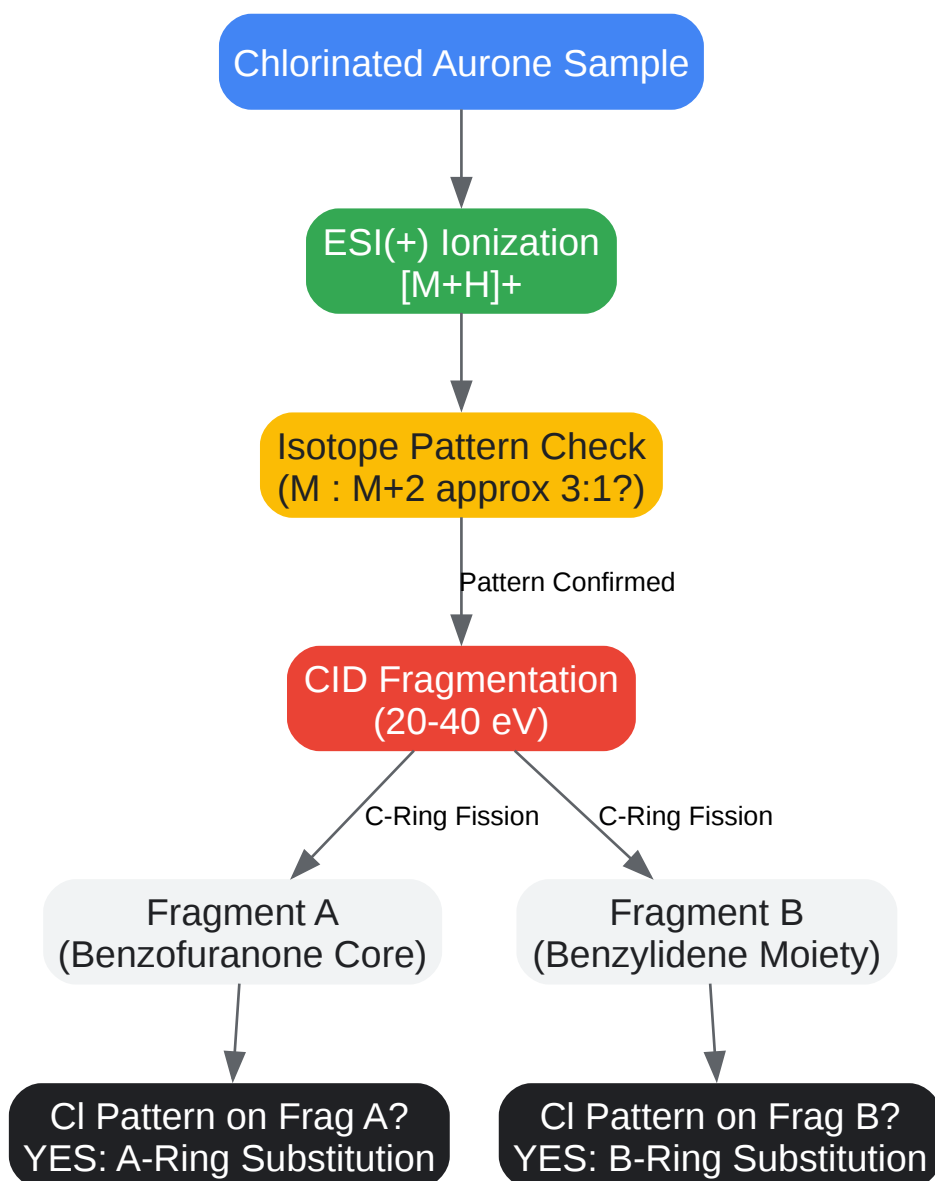 Chlorinated Aurone Sample
ESI(+) Ionization
[M+H]+
Isotope Pattern Check
(M : M+2 approx 3:1?)
Pattern Confirmed
CID Fragmentation
(20-40 eV)
C-Ring Fission
C-Ring Fission
Fragment A
(Benzofuranone Core)
Fragment B
(Benzylidene Moiety)
Cl Pattern on Frag A?
YES: A-Ring Substitution
Cl Pattern on Frag B?
YES: B-Ring Substitution